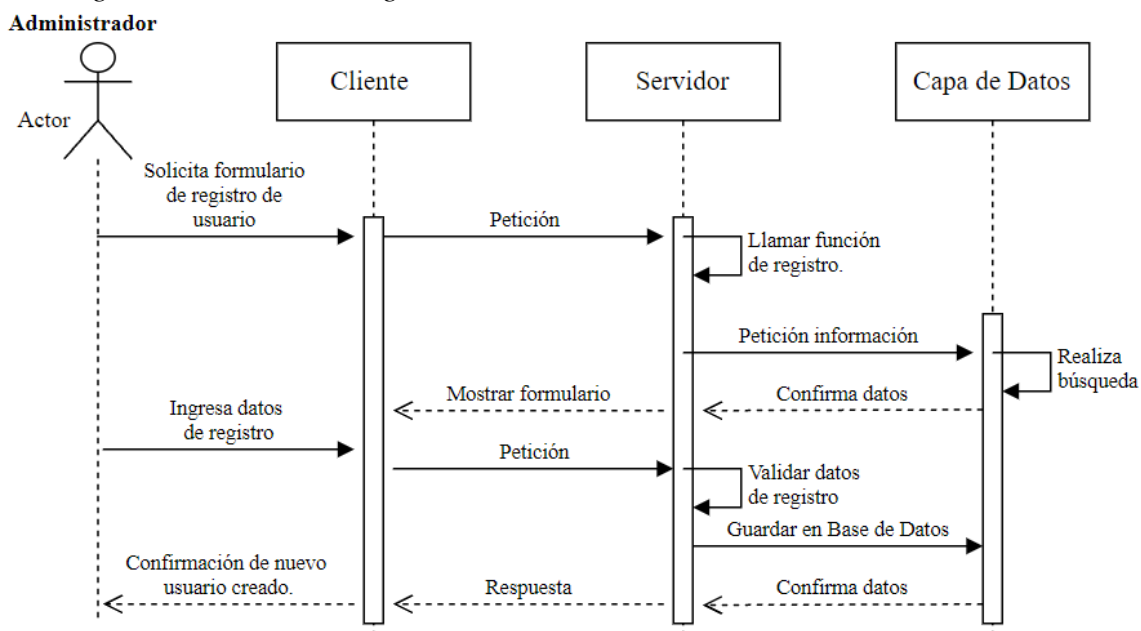 Administrador
Cliente
Servidor
Capa de Datos
Actor
Solicita formulario
de registro de
usuario
Petición
Llamar función
de registro.
Petición información
Realiza
búsqueda
Mostrar formulario
Confirma datos
Ingresa datos
de registro
Petición
Validar datos
de registro
Guardar en Base de Datos
Confirmación de nuevo
usuario creado.
Respuesta
Confirma datos